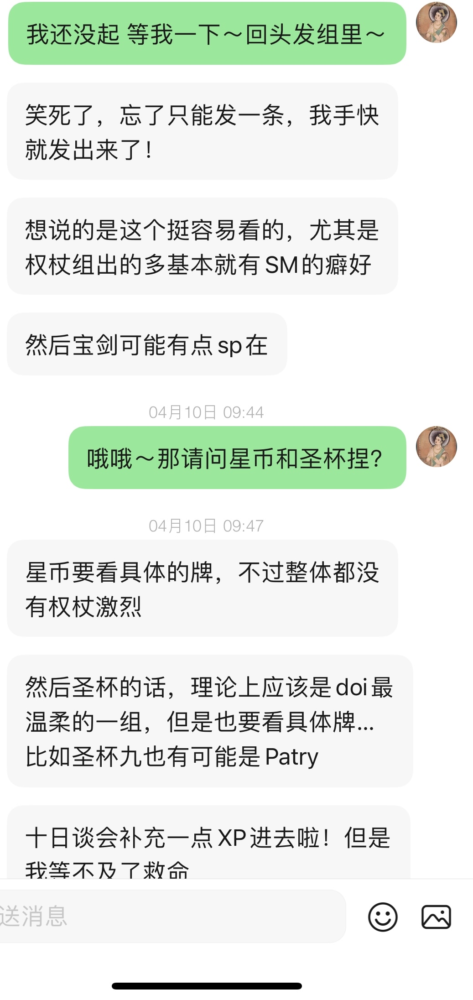 我还没起 等我一下～回头发组里～
笑死了，忘了只能发一条，我手快
就发出来了！
想说的是这个挺容易看的，尤其是
权杖组出的多基本就有SM的癖好
然后宝剑可能有点sp在
04月10日 09:44
哦哦～那请问星币和圣杯捏?
04月10日 09:47
星币要看具体的牌，不过整体都没
有权杖激烈
然后圣杯的话，理论上应该是doi最
温柔的一组，但是也要看具体牌...
比如圣杯九也有可能是Patry
十日谈会补充一点XP进去啦！但是
我等不及了救命
送消息